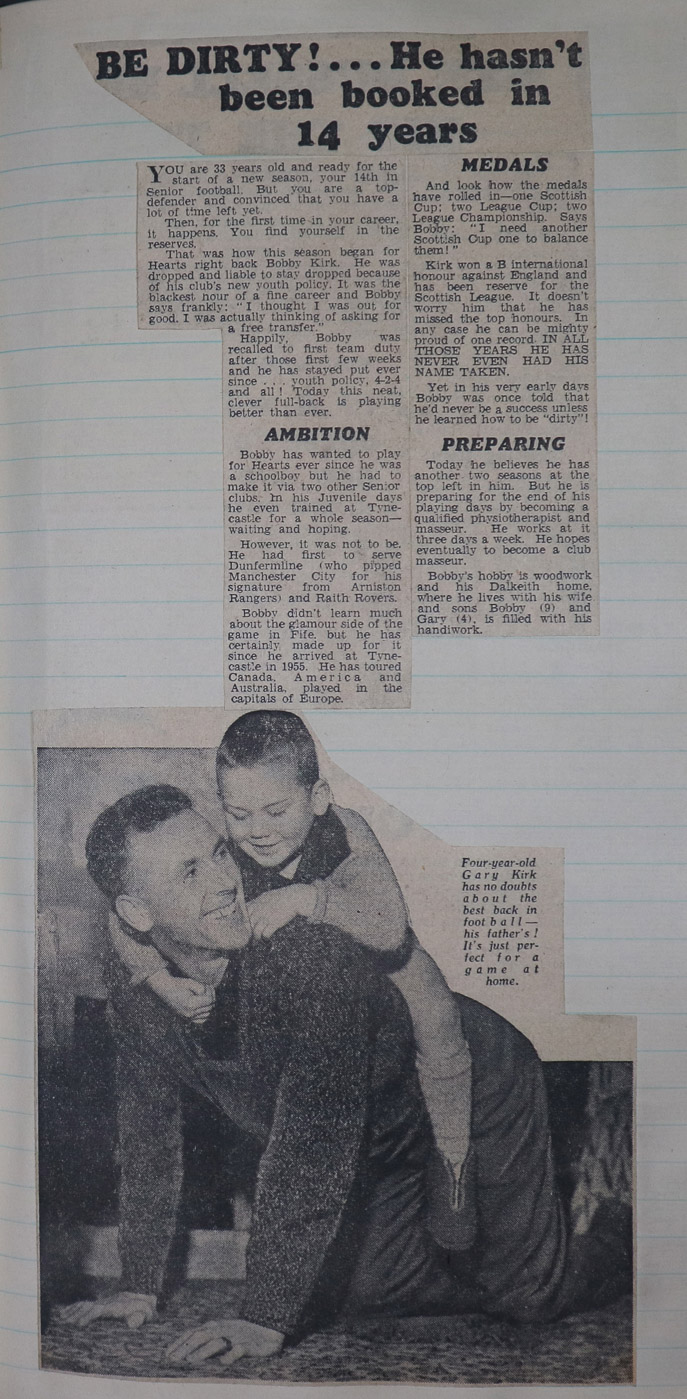 BE DIRTY!...He hasn't
been booked in
14 years
YOU are 33 years old and ready for the
start of a new season, your 14th in
Senior football. But you are a top-
defender and convinced that you have a
lot of time left yet.
Then, for the first time in your career,
it happens. You find yourself in the
reserves.
That was how this season began for
Hearts right back Bobby Kirk. He was
dropped and liable to stay dropped because
of his club's new youth policy. It was the
blackest hour of a fine career and Bobby
says frankly: "I thought I was out for
good. I was actually thinking of asking for
a free transfer."
Happily, Bobby was
recalled to first team duty
after those first few weeks
and he has stayed put ever
since . . . youth policy, 4-2-4
and all! Today this neat,
clever full-back is playing
better than ever.
AMBITION
Bobby has wanted to play
for Hearts ever since he was
a schoolboy but he had to
make it via two other Senior
clubs. In his Juvenile days
he even trained at Tyne-
castle for a whole season—
waiting and hoping.
However, it was not to be.
He had first to serve
Dunfermline (who pipped
Manchester City for his
signature from Arniston
Rangers) and Raith Rovers.
Bobby didn't learn much
about the glamour side of the
game in Fife, but he has
certainly made up for it
since he arrived at Tyne-
castle in 1955. He has toured
Canada, America and
Australia, played in the
capitals of Europe.
MEDALS
And look how the medals
have rolled in—one Scottish
Cup; two League Cup; two
League Championship. Says
Bobby: "I need another
Scottish Cup one to balance
them!"
Kirk won a B international
honour against England and
has been reserve for the
Scottish League. It doesn't
worry him that he has
missed the top honours. In
any case he can be mighty
proud of one record. IN ALL
THOSE YEARS HE HAS
NEVER EVEN HAD HIS
NAME TAKEN.
Yet in his very early days
Bobby was once told that
he'd never be a success unless
he learned how to be "dirty"!
PREPARING
Today he believes he has
another two seasons at the
top left in him. But he is
preparing for the end of his
playing days by becoming a
qualified physiotherapist and
masseur. He works at it
three days a week. He hopes
eventually to become a club
masseur.
Bobby's hobby is woodwork
and his Dalkeith home,
where he lives with his wife
and sons Bobby (9) and
Gary (4), is filled with his
handiwork.
Four-year-old
Gary Kirk
has no doubts
about the
best back in
football—
his father's!
It's just per-
fect for a
game at
home.